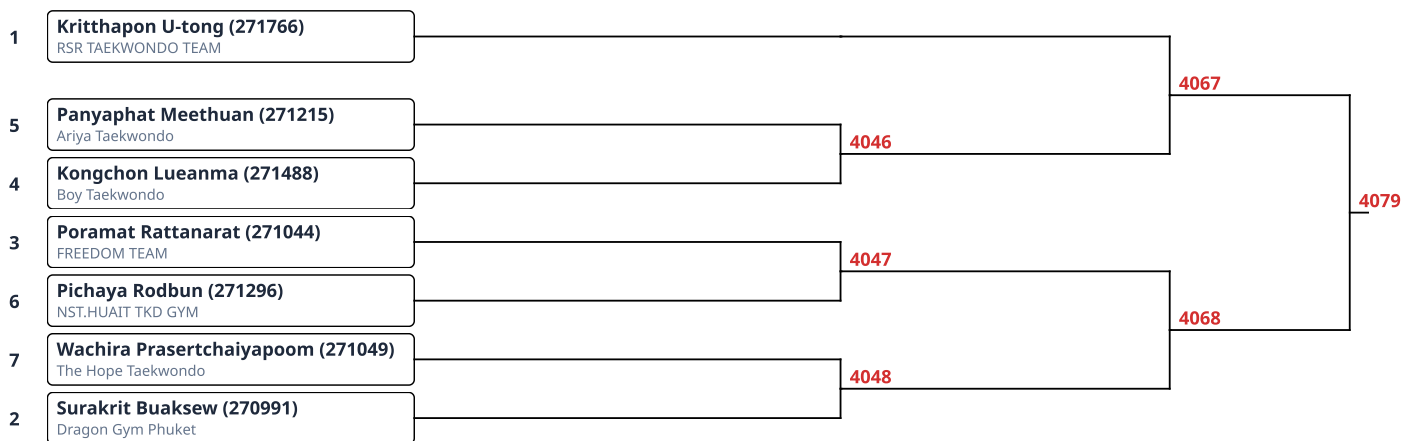 1
Kritthapon U-tong (271766)
RSR TAEKWONDO TEAM
4067
5
Panyaphat Meethuan (271215)
Ariya Taekwondo
4046
4
Kongchon Lueanma (271488)
Boy Taekwondo
4079
3
Poramat Rattanarat (271044)
FREEDOM TEAM
4047
6
Pichaya Rodbun (271296)
NST.HUAIT TKD GYM
4068
7
Wachira Prasertchaiyapoom (271049)
The Hope Taekwondo
4048
2
Surakrit Buaksew (270991)
Dragon Gym Phuket